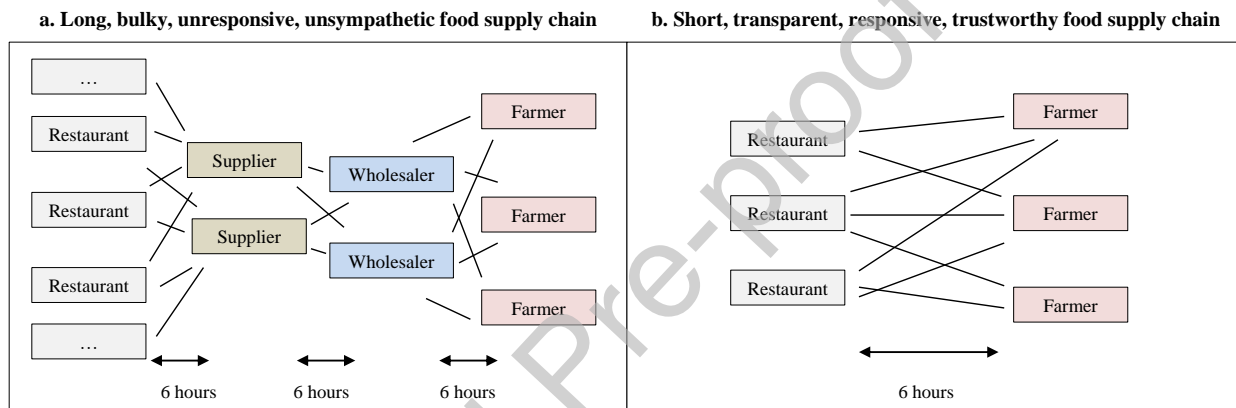 a. Long, bulky, unresponsive, unsympathetic food supply chain
…
Restaurant
Restaurant
Restaurant
…
Supplier
Supplier
Wholesaler
Wholesaler
Farmer
Farmer
Farmer
6 hours
6 hours
6 hours
b. Short, transparent, responsive, trustworthy food supply chain
Restaurant
Restaurant
Restaurant
Farmer
Farmer
Farmer
6 hours
Pre-proof